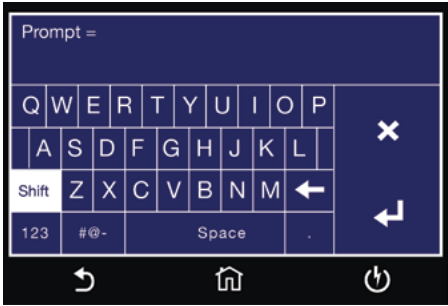 Prompt =
Q W E R T Y U I O P
A S D F G H J K L
Shift Z X C V B N M
123 #@- Space .